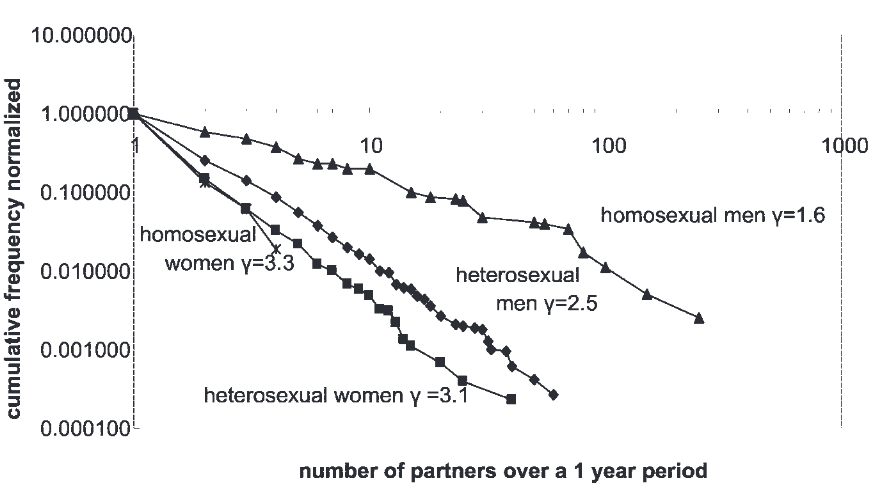 10.000000
1.000000
1
10
100
1000
0.100000
homosexual men γ=1.6
homosexual
women γ=3.3
0.010000
heterosexual
men γ=2.5
0.001000
heterosexual women γ =3.1
0.000100
cumulative frequency normalized
number of partners over a 1 year period